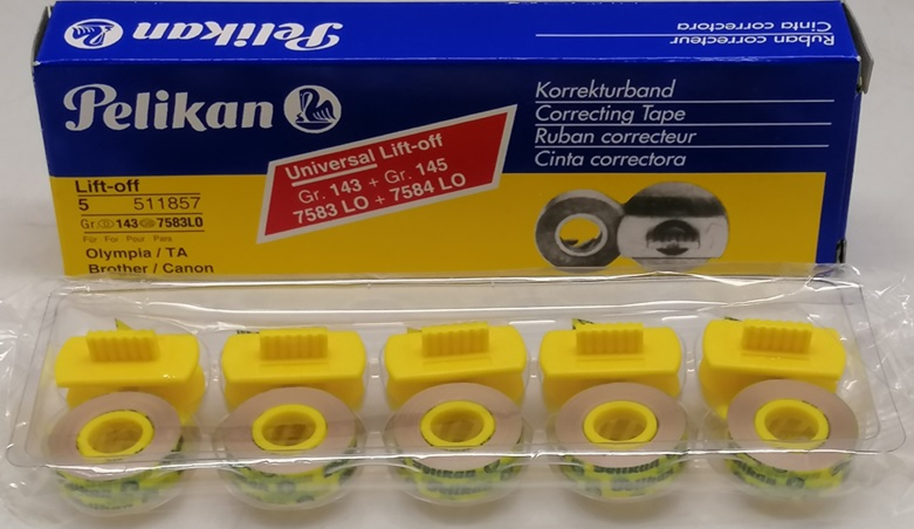 Pelikan
Ruban correcteur
Cinta correctora
Pelikan
Korrekturband
Correcting Tape
Ruban correcteur
Cinta correctora
Universal Lift-off
Gr. 143 + Gr. 145
7583 LO + 7584 LO
Lift-off
5 511857
Gr. 143 7583LO
Für · For · Pour · Para
Olympia / TA
Brother / Canon
Pelikan
Pelikan
Pelikan